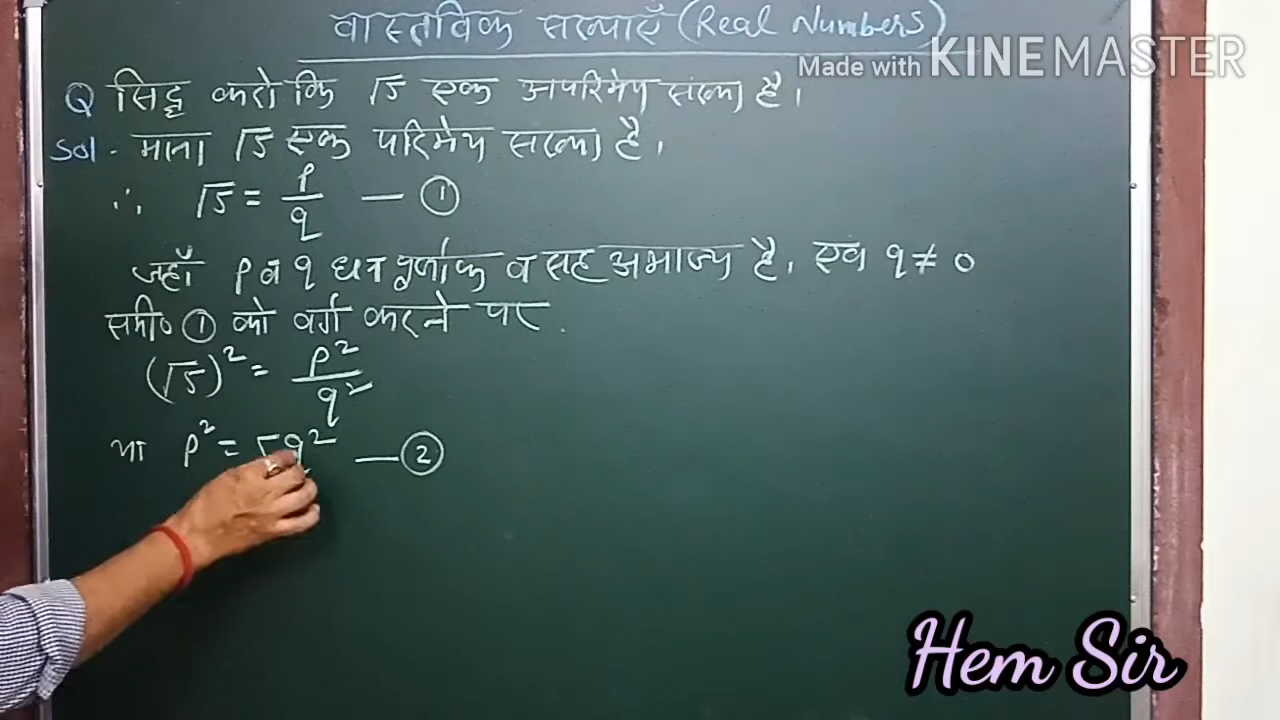 वास्तविक संख्याएँ (Real Numbers)
Made with KINEMASTER
Q सिद्ध करो कि √5 एक अपरिमेय संख्या है।
Sol - माना √5 एक परिमेय संख्या है।
∴ √5 = p/q — ①
जहाँ p व q धन पूर्णांक व सह अभाज्य है, एवं q ≠ 0
समी० ① को वर्ग करने पर
(√5)² = p²/q²
या p² = 5q² — ②
Hem Sir